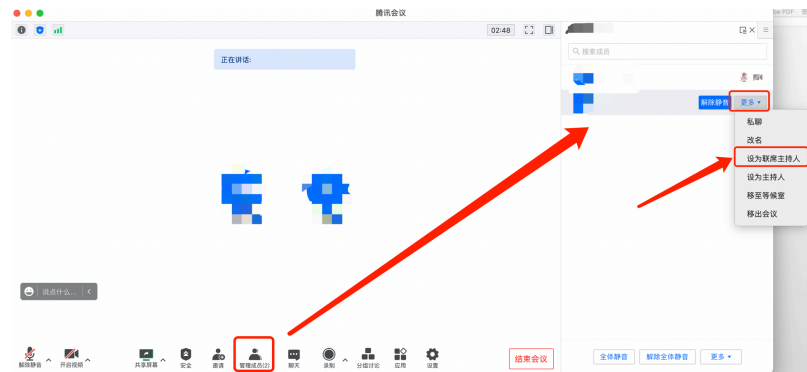 腾讯会议
02:48
正在讲话:
搜索成员
解除静音
更多
私聊
改名
设为联席主持人
设为主持人
移至等候室
移出会议
说点什么...
解除静音
开启视频
共享屏幕
安全
邀请
管理成员(2)
聊天
录制
分组讨论
应用
设置
结束会议
全体静音
解除全体静音
更多